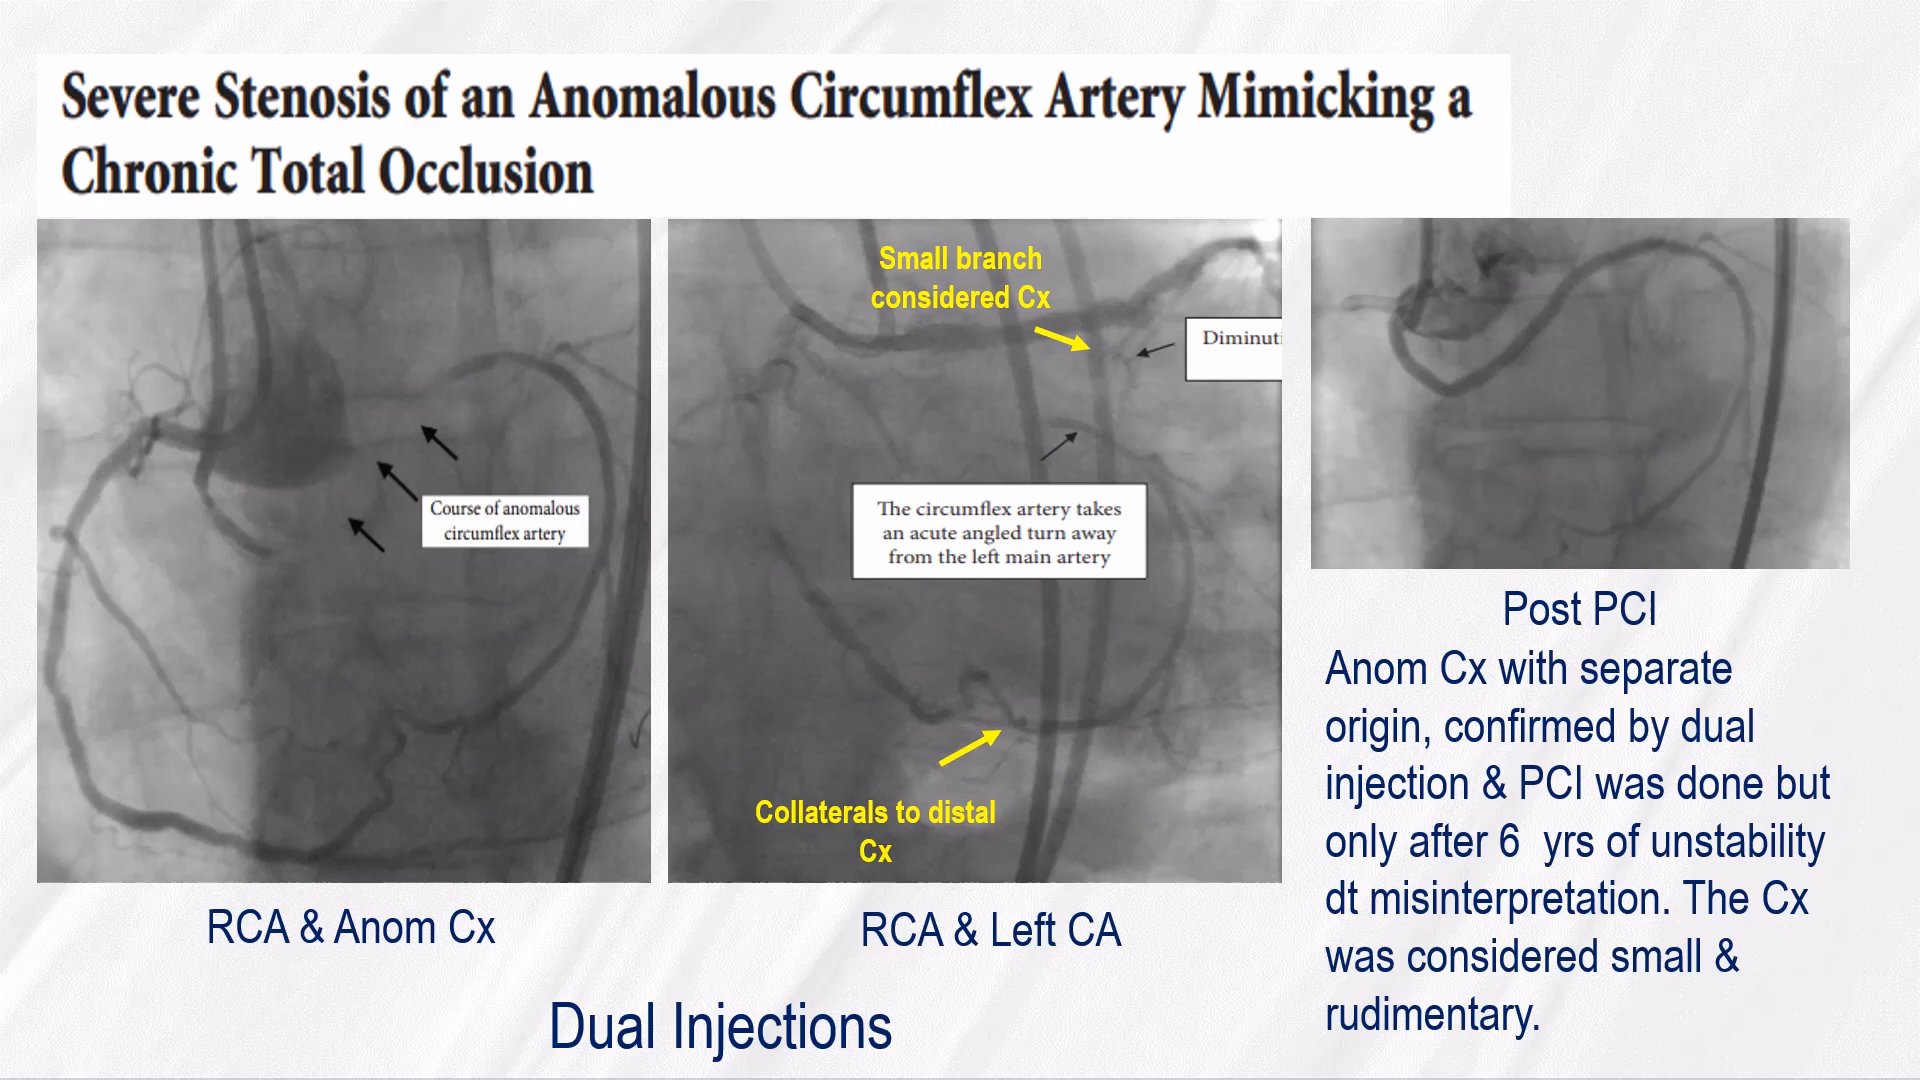 Severe Stenosis of an Anomalous Circumflex Artery Mimicking a
Chronic Total Occlusion
Course of anomalous
circumflex artery
RCA & Anom Cx
Small branch
considered Cx
Diminuti
The circumflex artery takes
an acute angled turn away
from the left main artery
Collaterals to distal
Cx
RCA & Left CA
Dual Injections
Post PCI
Anom Cx with separate
origin, confirmed by dual
injection & PCI was done but
only after 6 yrs of unstability
dt misinterpretation. The Cx
was considered small &
rudimentary.